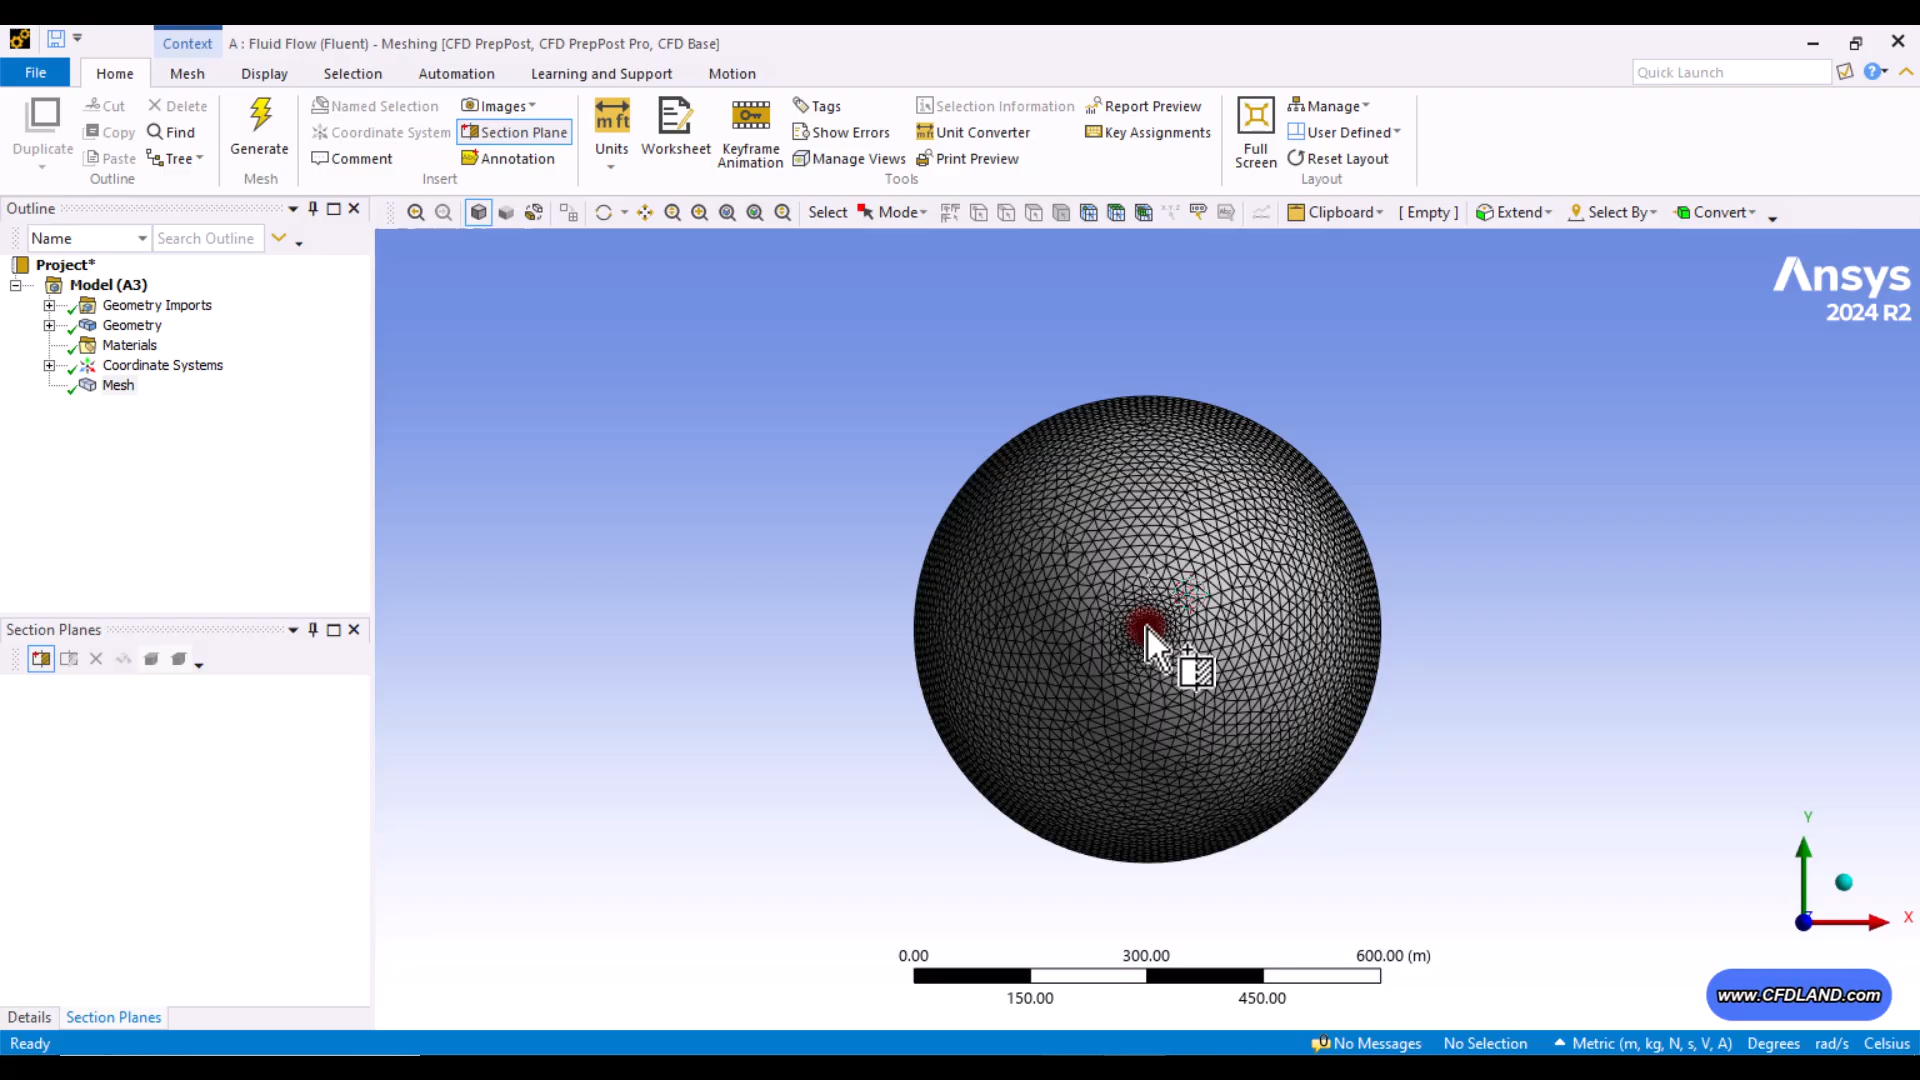 Context
A : Fluid Flow (Fluent) - Meshing [CFD PrepPost, CFD PrepPost Pro, CFD Base]
File
Home
Mesh
Display
Selection
Automation
Learning and Support
Motion
Quick Launch
Duplicate
Cut
Copy
Paste
Delete
Find
Tree
Outline
Generate
Mesh
Named Selection
Coordinate System
Comment
Images
Section Plane
Annotation
Insert
Units
Worksheet
Keyframe
Animation
Tags
Show Errors
Manage Views
Selection Information
Unit Converter
Print Preview
Report Preview
Key Assignments
Tools
Full
Screen
Manage
User Defined
Reset Layout
Layout
Outline
Select
Mode
Clipboard
[ Empty ]
Extend
Select By
Convert
Name
Search Outline
Project*
Model (A3)
Geometry Imports
Geometry
Materials
Coordinate Systems
Mesh
Ansys
2024 R2
Section Planes
Y
X
Z
0.00
300.00
600.00 (m)
150.00
450.00
www.CFDLAND.com
Details
Section Planes
Ready
0
No Messages
No Selection
Metric (m, kg, N, s, V, A)
Degrees
rad/s
Celsius